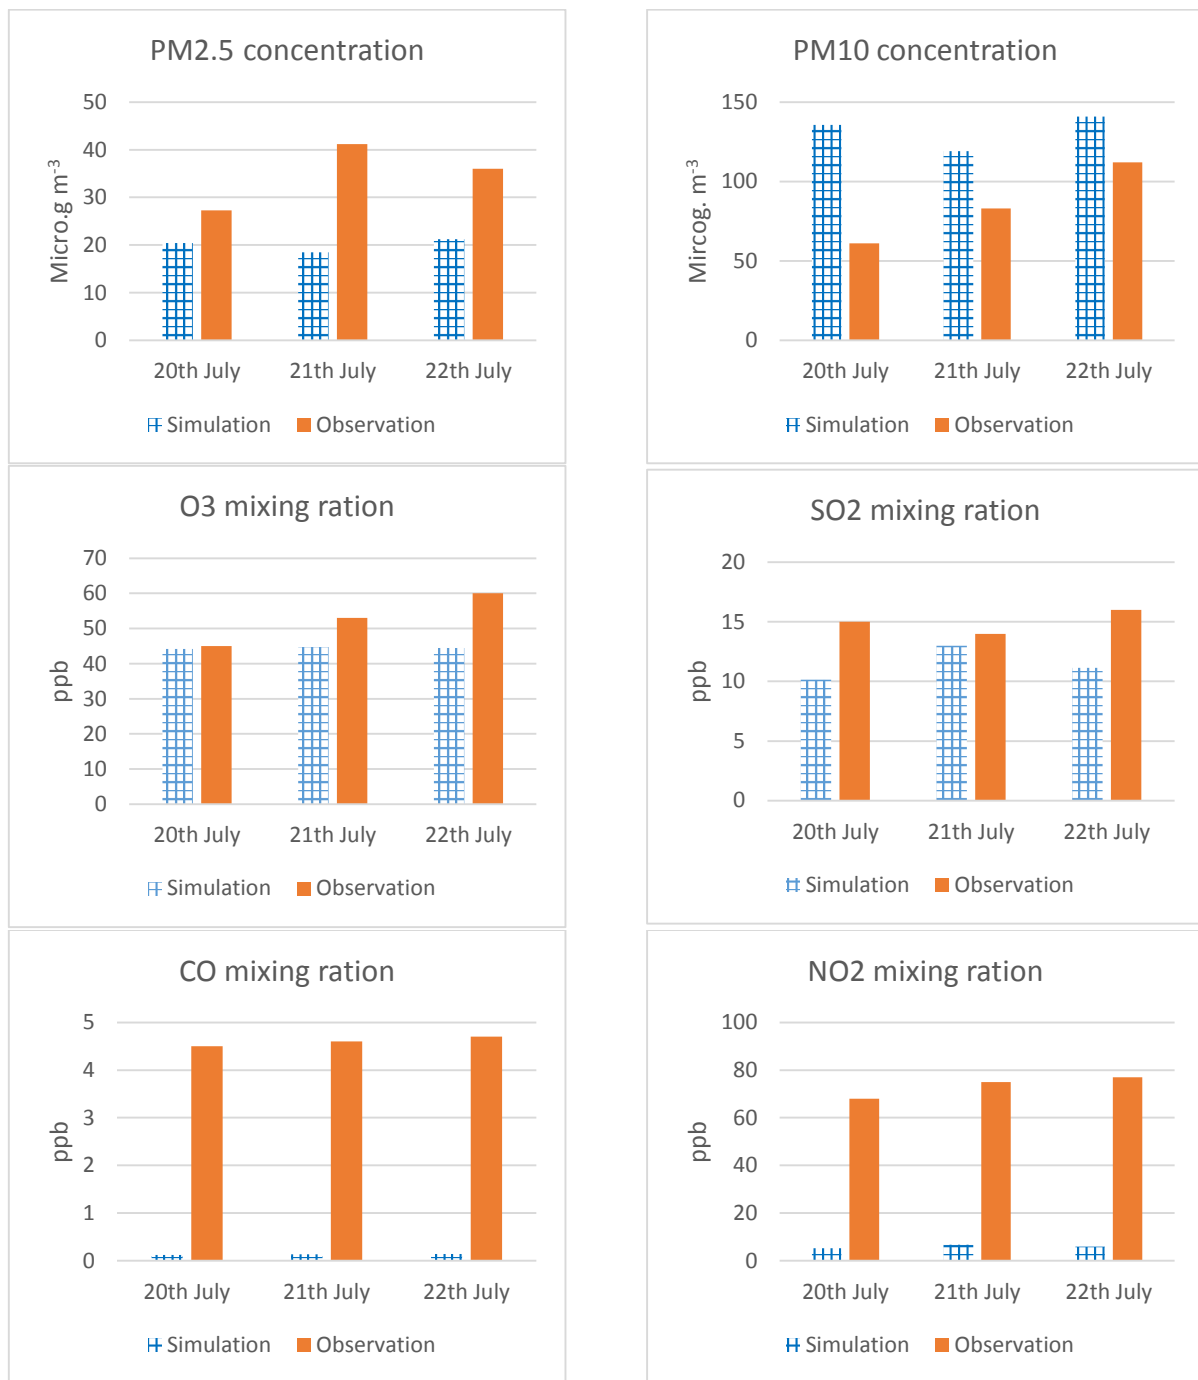 PM2.5 concentration
50
40
30
20
10
0
Micro.g m-3
20th July 21th July 22th July
Simulation Observation
PM10 concentration
150
100
50
0
Mircog. m-3
20th July 21th July 22th July
Simulation Observation
O3 mixing ration
70
60
50
40
30
20
10
0
ppb
20th July 21th July 22th July
Simulation Observation
SO2 mixing ration
20
15
10
5
0
ppb
20th July 21th July 22th July
Simulation Observation
CO mixing ration
5
4
3
2
1
0
ppb
20th July 21th July 22th July
Simulation Observation
NO2 mixing ration
100
80
60
40
20
0
ppb
20th July 21th July 22th July
Simulation Observation